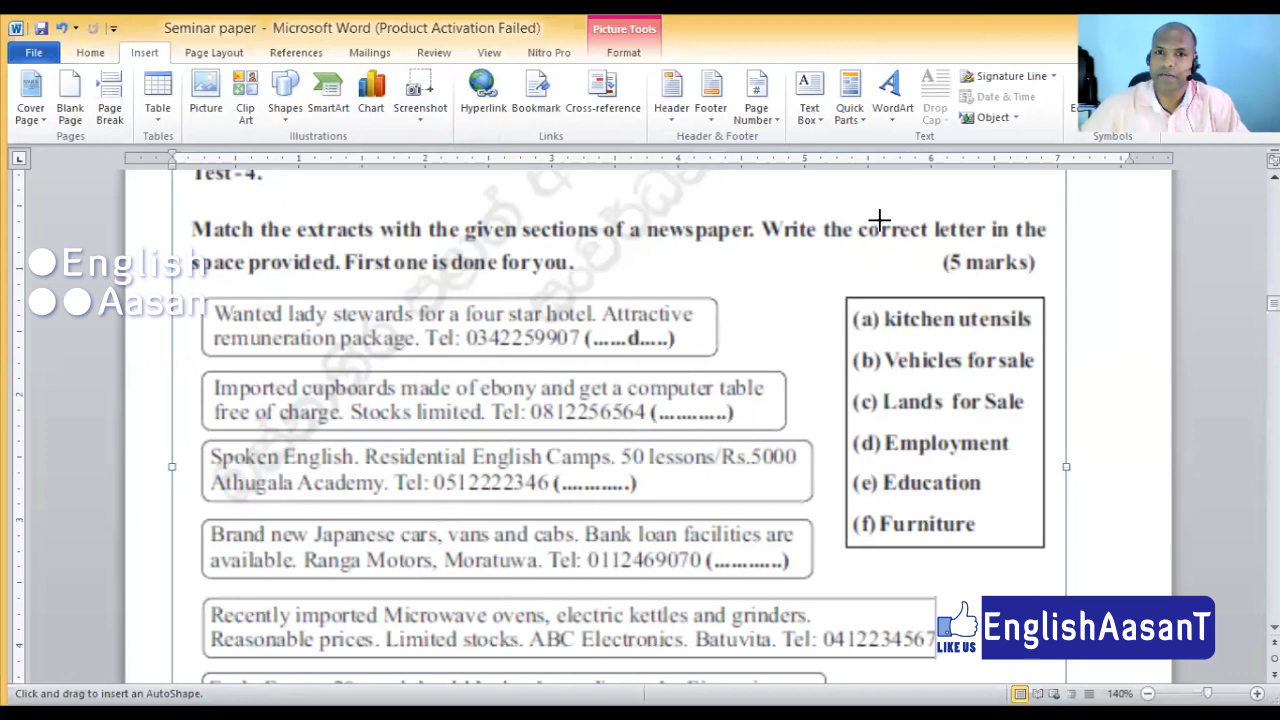 Seminar paper - Microsoft Word (Product Activation Failed)
Picture Tools
File Home Insert Page Layout References Mailings Review View Nitro Pro Format
Cover Page
Blank Page
Page Break
Table
Picture
Clip Art
Shapes
SmartArt
Chart
Screenshot
Hyperlink
Bookmark
Cross-reference
Header
Footer
Page Number
Text Box
Quick Parts
WordArt
Drop Cap
Signature Line
Date & Time
Object
Pages Tables Illustrations Links Header & Footer Text Symbols
1 2 3 4 5 6 7
Test - 4.
Match the extracts with the given sections of a newspaper. Write the correct letter in the
space provided. First one is done for you. (5 marks)
English
Aasan
Wanted lady stewards for a four star hotel. Attractive
remuneration package. Tel: 0342259907 (......d.....)
Imported cupboards made of ebony and get a computer table
free of charge. Stocks limited. Tel: 0812256564 (............)
Spoken English. Residential English Camps. 50 lessons/Rs.5000
Athugala Academy. Tel: 0512222346 (............)
Brand new Japanese cars, vans and cabs. Bank loan facilities are
available. Ranga Motors, Moratuwa. Tel: 0112469070 (............)
Recently imported Microwave ovens, electric kettles and grinders.
Reasonable prices. Limited stocks. ABC Electronics. Batuvita. Tel: 0412234567
(a) kitchen utensils
(b) Vehicles for sale
(c) Lands for Sale
(d) Employment
(e) Education
(f) Furniture
LIKE US
EnglishAasanT
Click and drag to insert an AutoShape.
140%